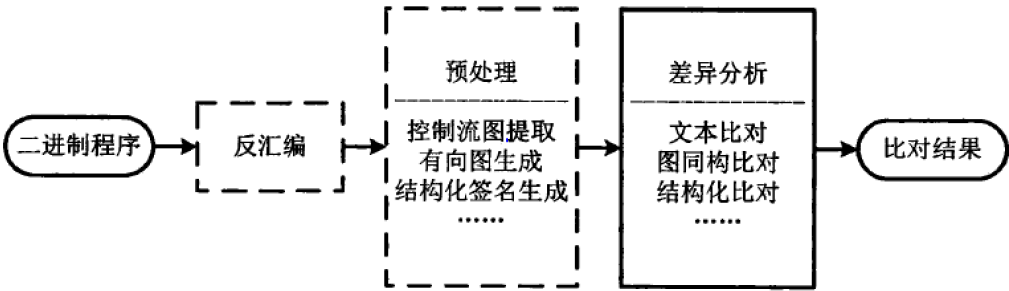 二进制程序
反汇编
预处理
控制流图提取
有向图生成
结构化签名生成
……
差异分析
文本比对
图同构比对
结构化比对
……
比对结果